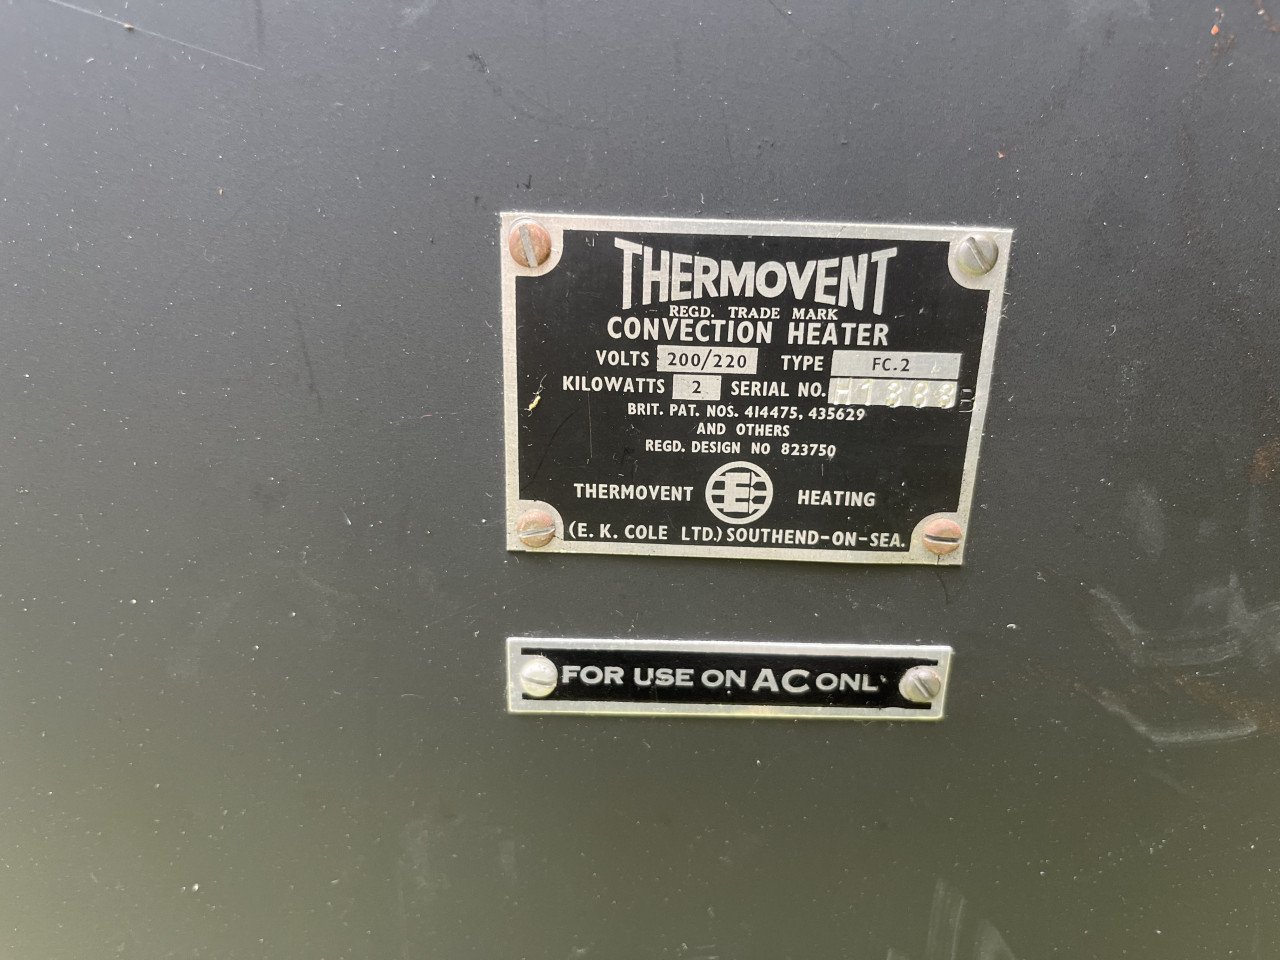 THERMOVENT
REGD. TRADE MARK
CONVECTION HEATER
VOLTS 200/220 TYPE FC.2
KILOWATTS 2 SERIAL NO.
BRIT. PAT. NOS. 414475, 435629
AND OTHERS
REGD. DESIGN NO 823750
THERMOVENT E HEATING
(E. K. COLE LTD.) SOUTHEND-ON-SEA.
FOR USE ON AC ONLY